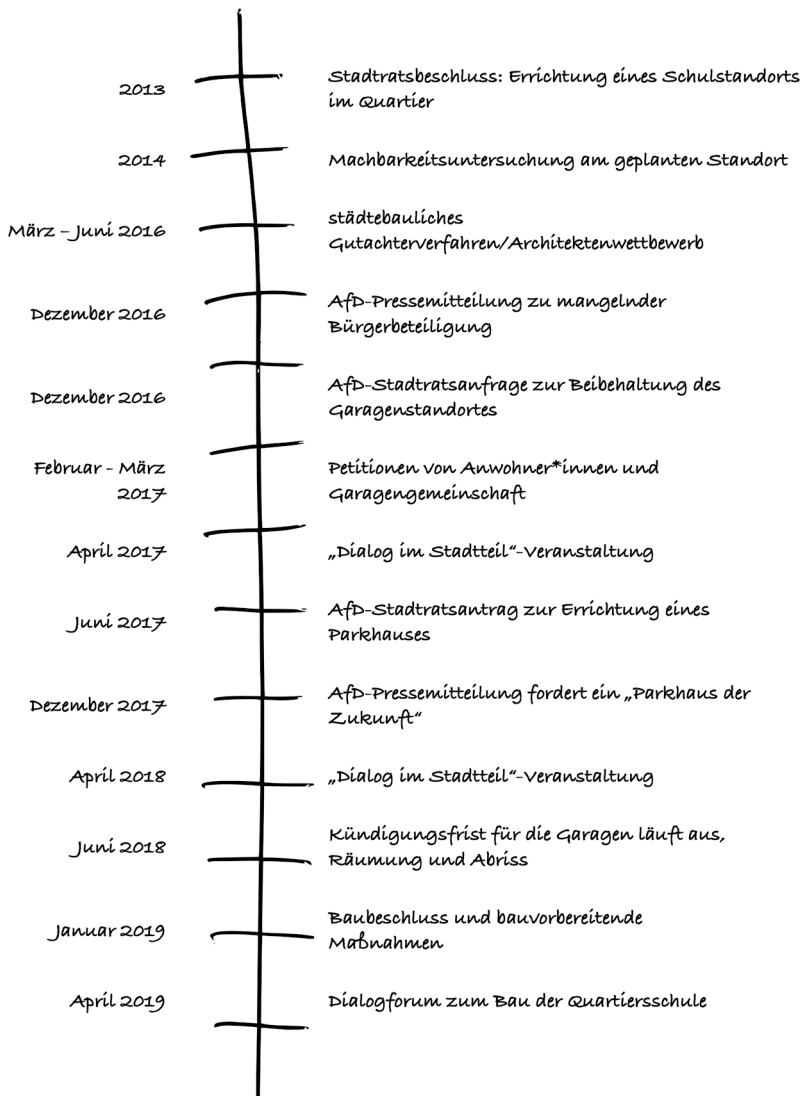 2013
Stadtratsbeschluss: Errichtung eines Schulstandorts
im Quartier
2014
Machbarkeitsuntersuchung am geplanten Standort
März – Juni 2016
städtebauliches
Gutachterverfahren/Architektenwettbewerb
Dezember 2016
AfD-Pressemitteilung zu mangelnder
Bürgerbeteiligung
Dezember 2016
AfD-Stadtratsanfrage zur Beibehaltung des
Garagenstandortes
Februar - März
2017
Petitionen von Anwohner*innen und
Garagengemeinschaft
April 2017
„Dialog im Stadtteil“-Veranstaltung
Juni 2017
AfD-Stadtratsantrag zur Errichtung eines
Parkhauses
Dezember 2017
AfD-Pressemitteilung fordert ein „Parkhaus der
Zukunft“
April 2018
„Dialog im Stadtteil“-Veranstaltung
Juni 2018
Kündigungsfrist für die Garagen läuft aus,
Räumung und Abriss
Januar 2019
Baubeschluss und bauvorbereitende
Maßnahmen
April 2019
Dialogforum zum Bau der Quartiersschule